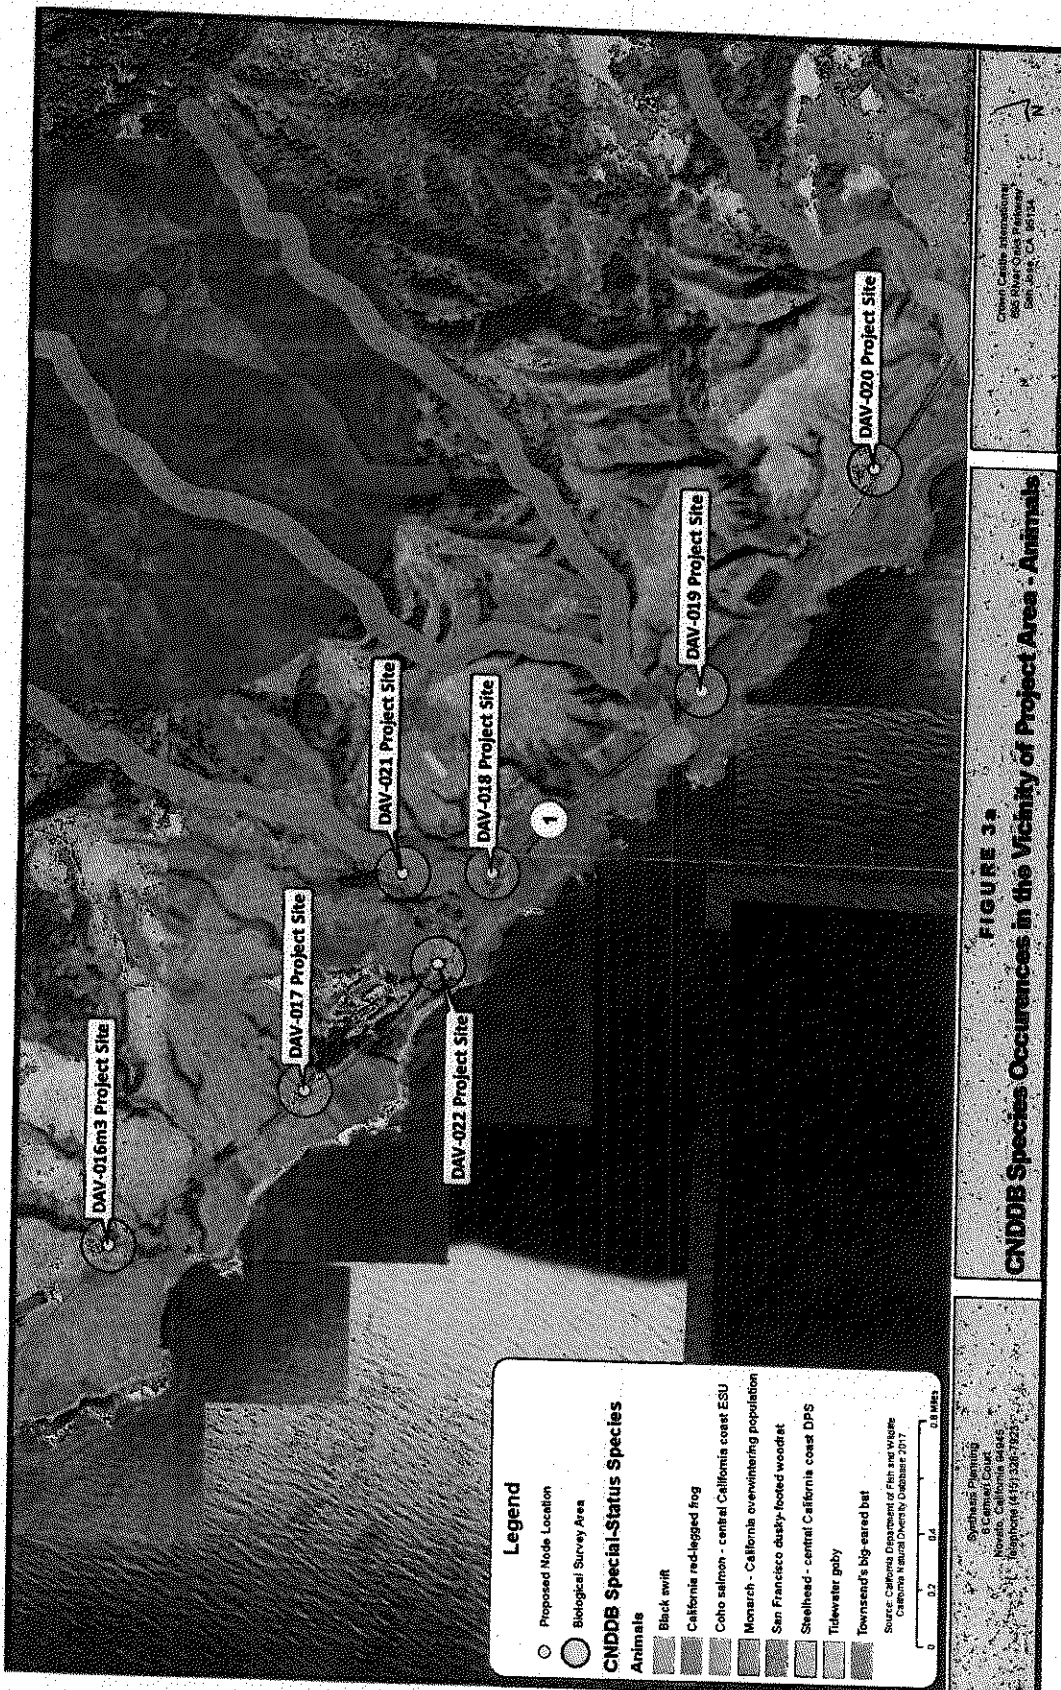 DAV-016m3 Project Site
DAV-017 Project Site
DAV-021 Project Site
DAV-018 Project Site
DAV-022 Project Site
1
DAV-019 Project Site
DAV-020 Project Site
Legend
Proposed Node Location
Biological Survey Area
CNDDB Special-Status Species
Animals
Black swift
California red-legged frog
Coho salmon - central California coast ESU
Monarch - California overwintering population
San Francisco dusky-footed woodrat
Steelhead - central California coast DPS
Tidewater goby
Townsend's big-eared bat
Source: California Department of Fish and Wildlife
California Natural Diversity Database 2017
0 0.2 0.4 0.8 Miles
Synthesis Planning
Novato, California 94945
Telephone (415) 328-7923
FIGURE 3a
CNDDB Species Occurences in the Vicinity of Project Area - Animals
Crown Castle International
San Jose, CA 95134
N